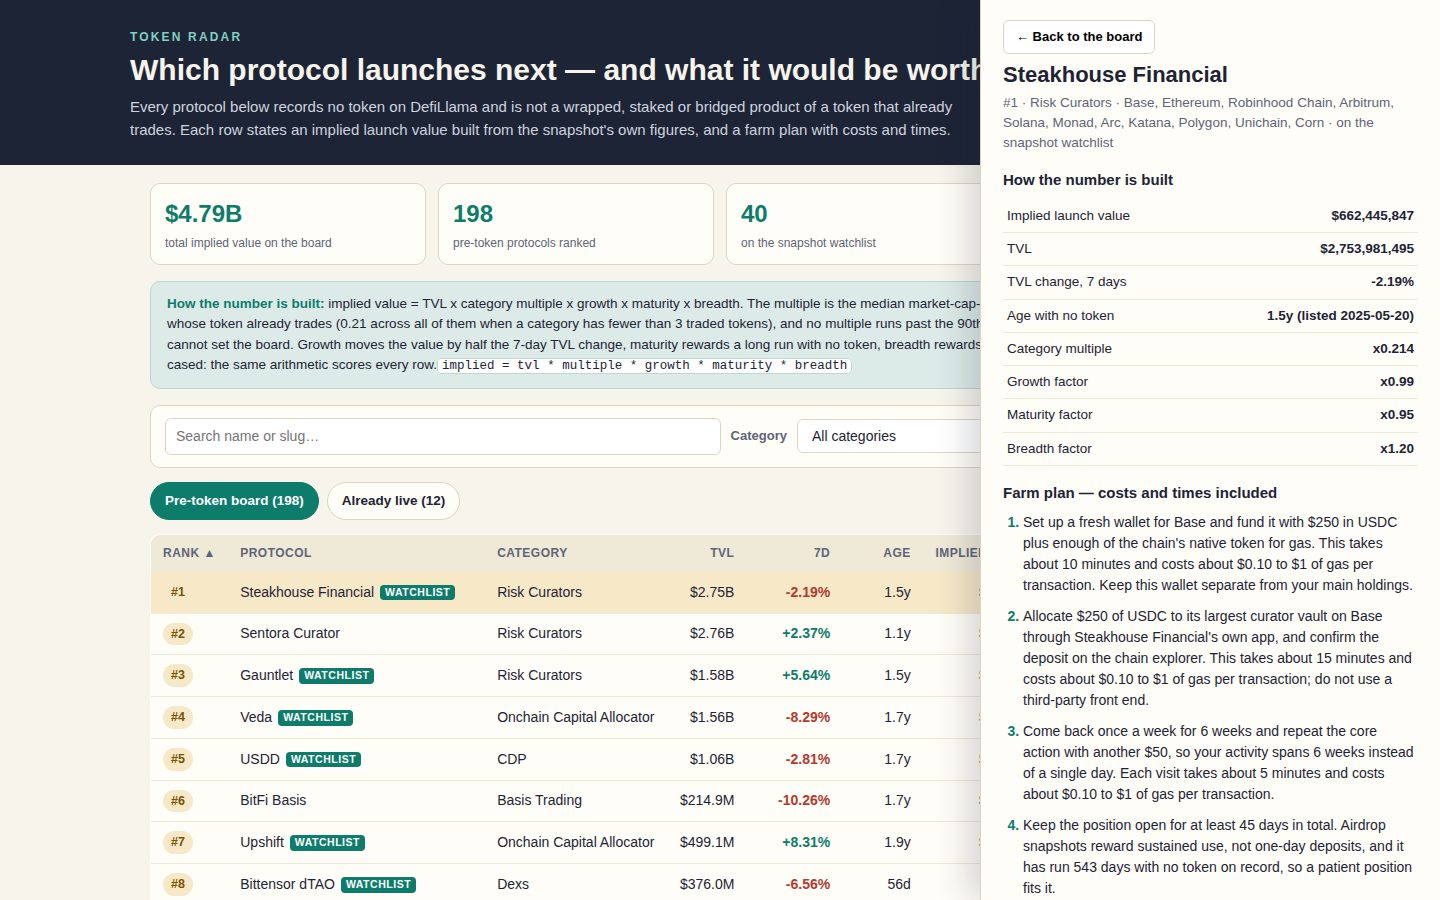 TOKEN RADAR
Which protocol launches next — and what it would be worth
Every protocol below records no token on DefiLlama and is not a wrapped, staked or bridged product of a token that already
trades. Each row states an implied launch value built from the snapshot's own figures, and a farm plan with costs and times.
$4.79B
total implied value on the board
198
pre-token protocols ranked
40
on the snapshot watchlist
How the number is built: implied value = TVL x category multiple x growth x maturity x breadth. The multiple is the median market-cap-
whose token already trades (0.21 across all of them when a category has fewer than 3 traded tokens), and no multiple runs past the 90th
cannot set the board. Growth moves the value by half the 7-day TVL change, maturity rewards a long run with no token, breadth rewards
cased: the same arithmetic scores every row. implied = tvl * multiple * growth * maturity * breadth
Search name or slug…
Category
All categories
Pre-token board (198)
Already live (12)
RANK ▲ PROTOCOL CATEGORY TVL 7D AGE IMPLIE
#1 Steakhouse Financial WATCHLIST Risk Curators $2.75B -2.19% 1.5y
#2 Sentora Curator Risk Curators $2.76B +2.37% 1.1y
#3 Gauntlet WATCHLIST Risk Curators $1.58B +5.64% 1.5y
#4 Veda WATCHLIST Onchain Capital Allocator $1.56B -8.29% 1.7y
#5 USDD WATCHLIST CDP $1.06B -2.81% 1.7y
#6 BitFi Basis Basis Trading $214.9M -10.26% 1.7y
#7 Upshift WATCHLIST Onchain Capital Allocator $499.1M +8.31% 1.9y
#8 Bittensor dTAO WATCHLIST Dexs $376.0M -6.56% 56d
← Back to the board
Steakhouse Financial
#1 · Risk Curators · Base, Ethereum, Robinhood Chain, Arbitrum,
Solana, Monad, Arc, Katana, Polygon, Unichain, Corn · on the
snapshot watchlist
How the number is built
Implied launch value $662,445,847
TVL $2,753,981,495
TVL change, 7 days -2.19%
Age with no token 1.5y (listed 2025-05-20)
Category multiple x0.214
Growth factor x0.99
Maturity factor x0.95
Breadth factor x1.20
Farm plan — costs and times included
1. Set up a fresh wallet for Base and fund it with $250 in USDC
plus enough of the chain's native token for gas. This takes
about 10 minutes and costs about $0.10 to $1 of gas per
transaction. Keep this wallet separate from your main holdings.
2. Allocate $250 of USDC to its largest curator vault on Base
through Steakhouse Financial's own app, and confirm the
deposit on the chain explorer. This takes about 15 minutes and
costs about $0.10 to $1 of gas per transaction; do not use a
third-party front end.
3. Come back once a week for 6 weeks and repeat the core
action with another $50, so your activity spans 6 weeks instead
of a single day. Each visit takes about 5 minutes and costs
about $0.10 to $1 of gas per transaction.
4. Keep the position open for at least 45 days in total. Airdrop
snapshots reward sustained use, not one-day deposits, and it
has run 543 days with no token on record, so a patient position
fits it.